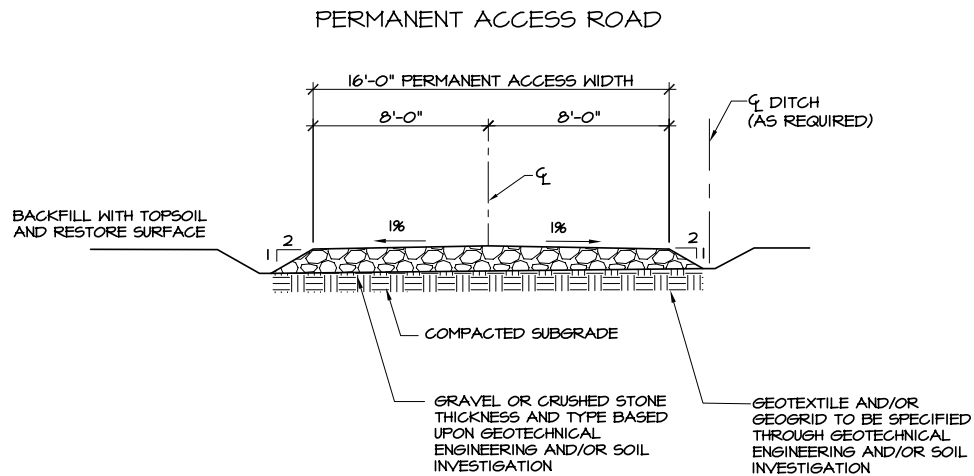 PERMANENT ACCESS ROAD
16'-0" PERMANENT ACCESS WIDTH
8'-0"
8'-0"
℄ DITCH
(AS REQUIRED)
℄
BACKFILL WITH TOPSOIL
AND RESTORE SURFACE
1%
1%
2
1
2
1
COMPACTED SUBGRADE
GRAVEL OR CRUSHED STONE
THICKNESS AND TYPE BASED
UPON GEOTECHNICAL
ENGINEERING AND/OR SOIL
INVESTIGATION
GEOTEXTILE AND/OR
GEOGRID TO BE SPECIFIED
THROUGH GEOTECHNICAL
ENGINEERING AND/OR SOIL
INVESTIGATION